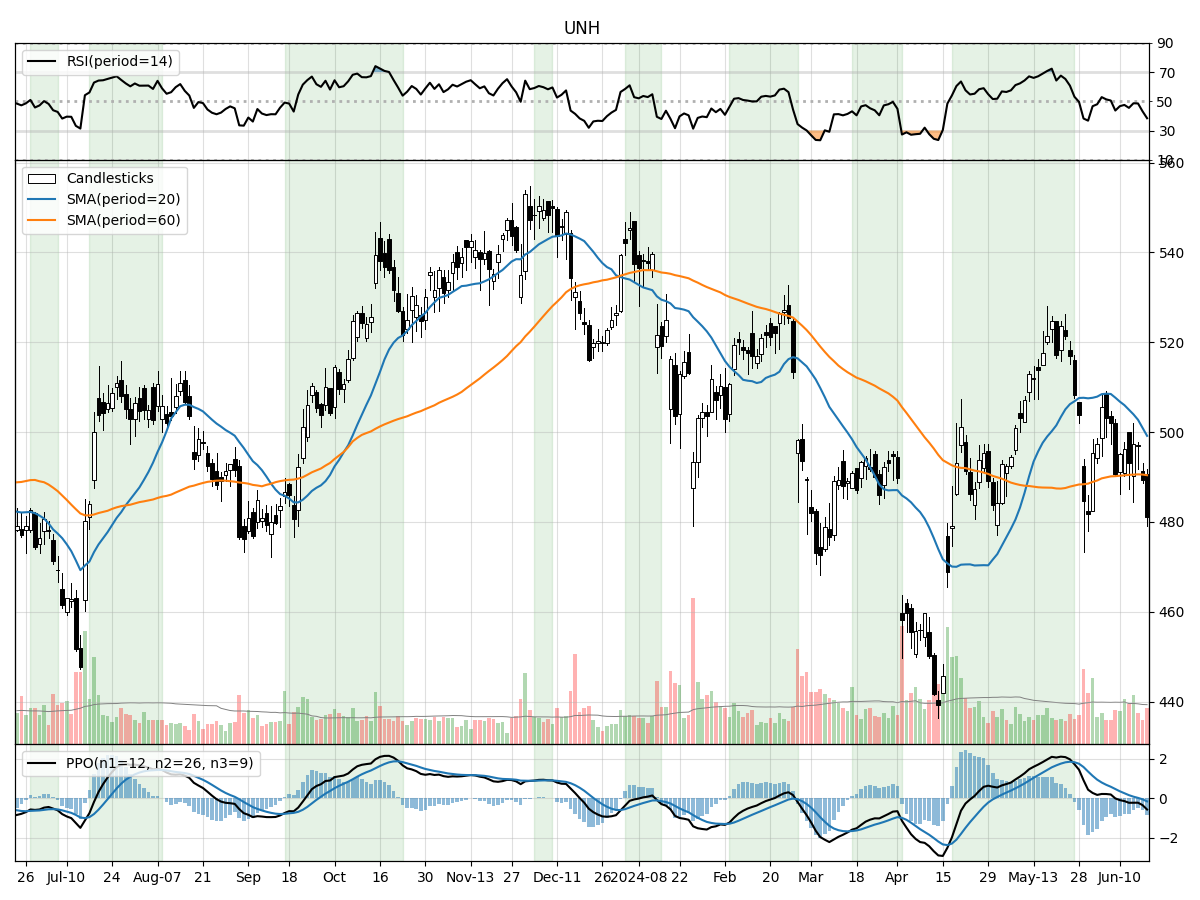 UNH
RSI(period=14)
90
70
50
30
10
Candlesticks
SMA(period=20)
SMA(period=60)
560
540
520
500
480
460
440
PPO(n1=12, n2=26, n3=9)
2
0
−2
26 Jul-10 24 Aug-07 21 Sep 18 Oct 16 30 Nov-13 27 Dec-11 26 2024-08 22 Feb 20 Mar 18 Apr 15 29 May-13 28 Jun-10